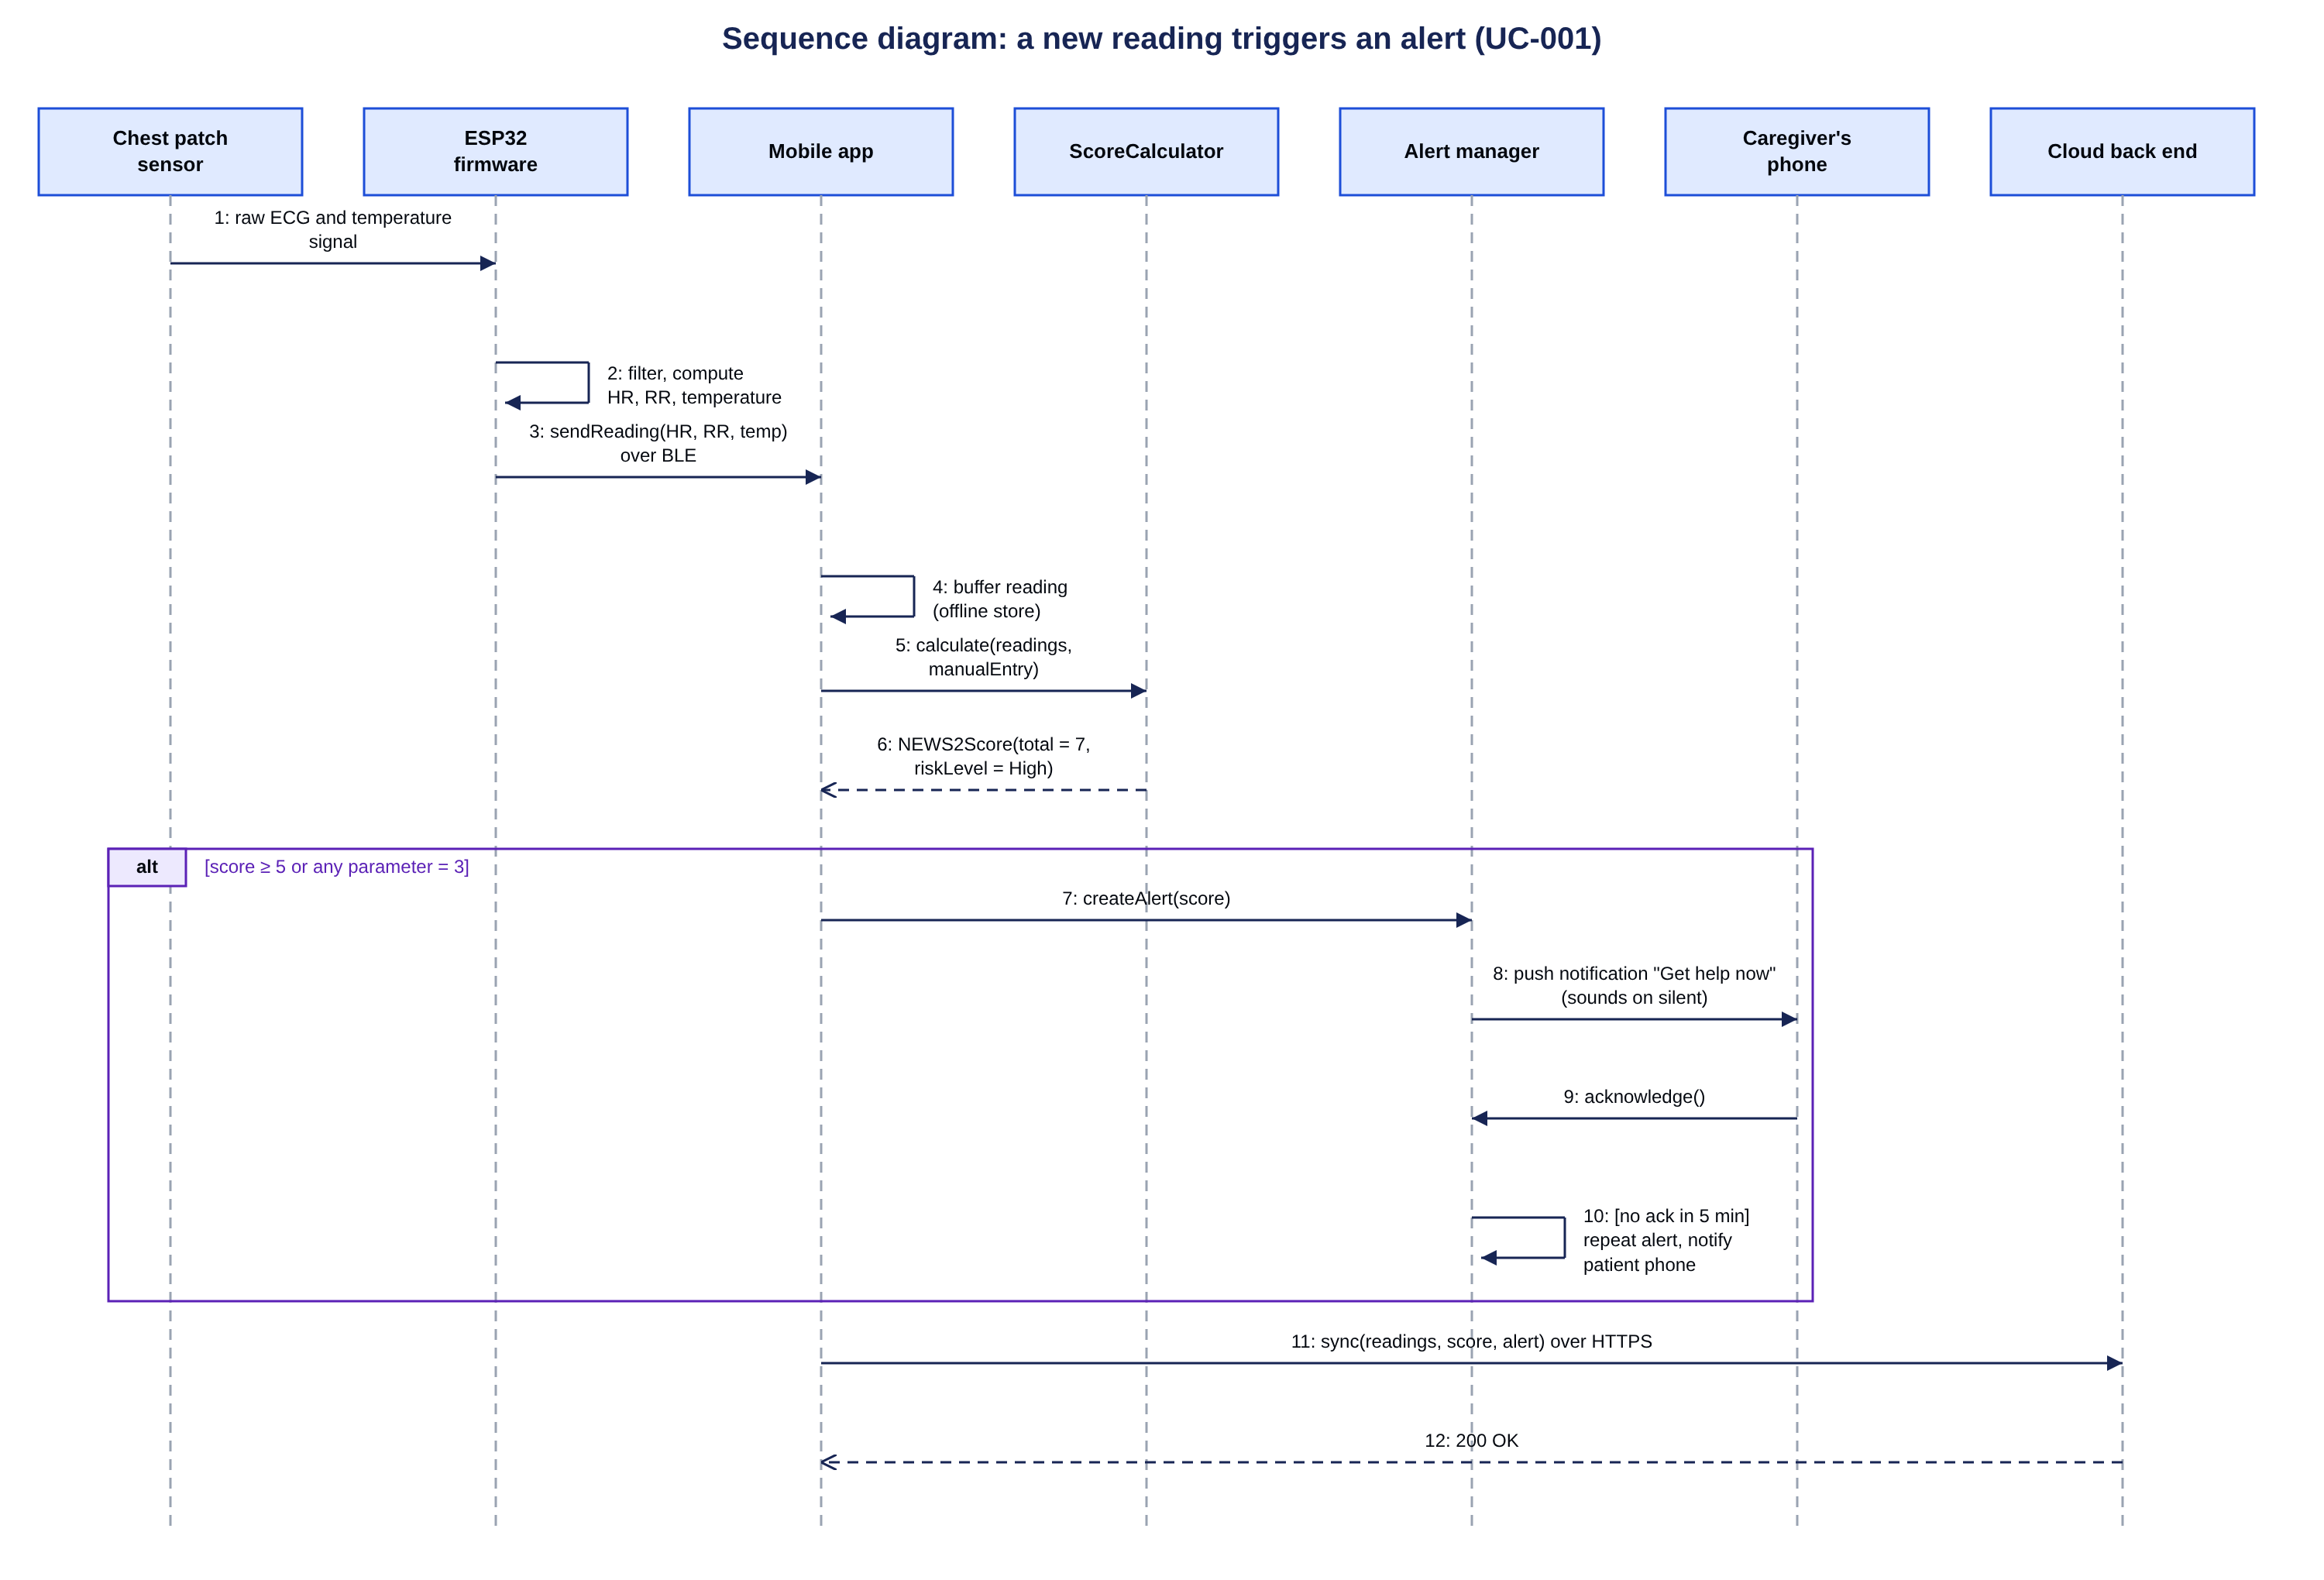 Sequence diagram: a new reading triggers an alert (UC-001)
Chest patch
sensor
ESP32
firmware
Mobile app
ScoreCalculator
Alert manager
Caregiver's
phone
Cloud back end
1: raw ECG and temperature
signal
2: filter, compute
HR, RR, temperature
3: sendReading(HR, RR, temp)
over BLE
4: buffer reading
(offline store)
5: calculate(readings,
manualEntry)
6: NEWS2Score(total = 7,
riskLevel = High)
alt
[score ≥ 5 or any parameter = 3]
7: createAlert(score)
8: push notification "Get help now"
(sounds on silent)
9: acknowledge()
10: [no ack in 5 min]
repeat alert, notify
patient phone
11: sync(readings, score, alert) over HTTPS
12: 200 OK